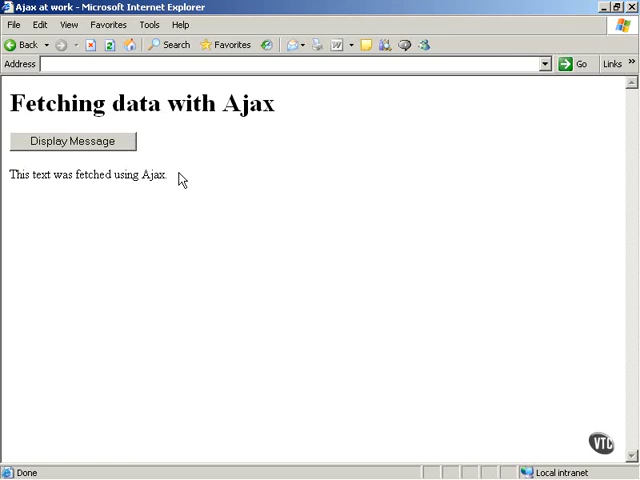 Ajax at work - Microsoft Internet Explorer
File Edit View Favorites Tools Help
Back Search Favorites W
Address Go Links »
Fetching data with Ajax
Display Message
This text was fetched using Ajax.
VTC
Done Local intranet